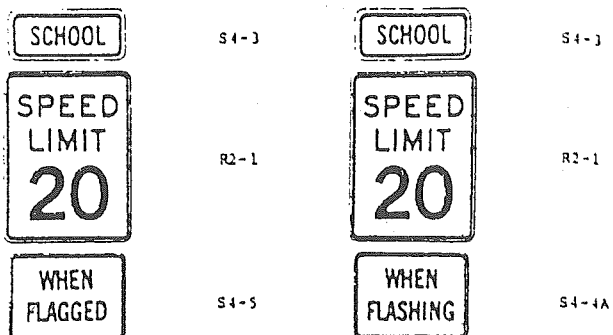 SCHOOL S4-3
SPEED
LIMIT
20
R2-1
WHEN
FLAGGED
S4-5
SCHOOL S4-3
SPEED
LIMIT
20
R2-1
WHEN
FLASHING
S4-4A